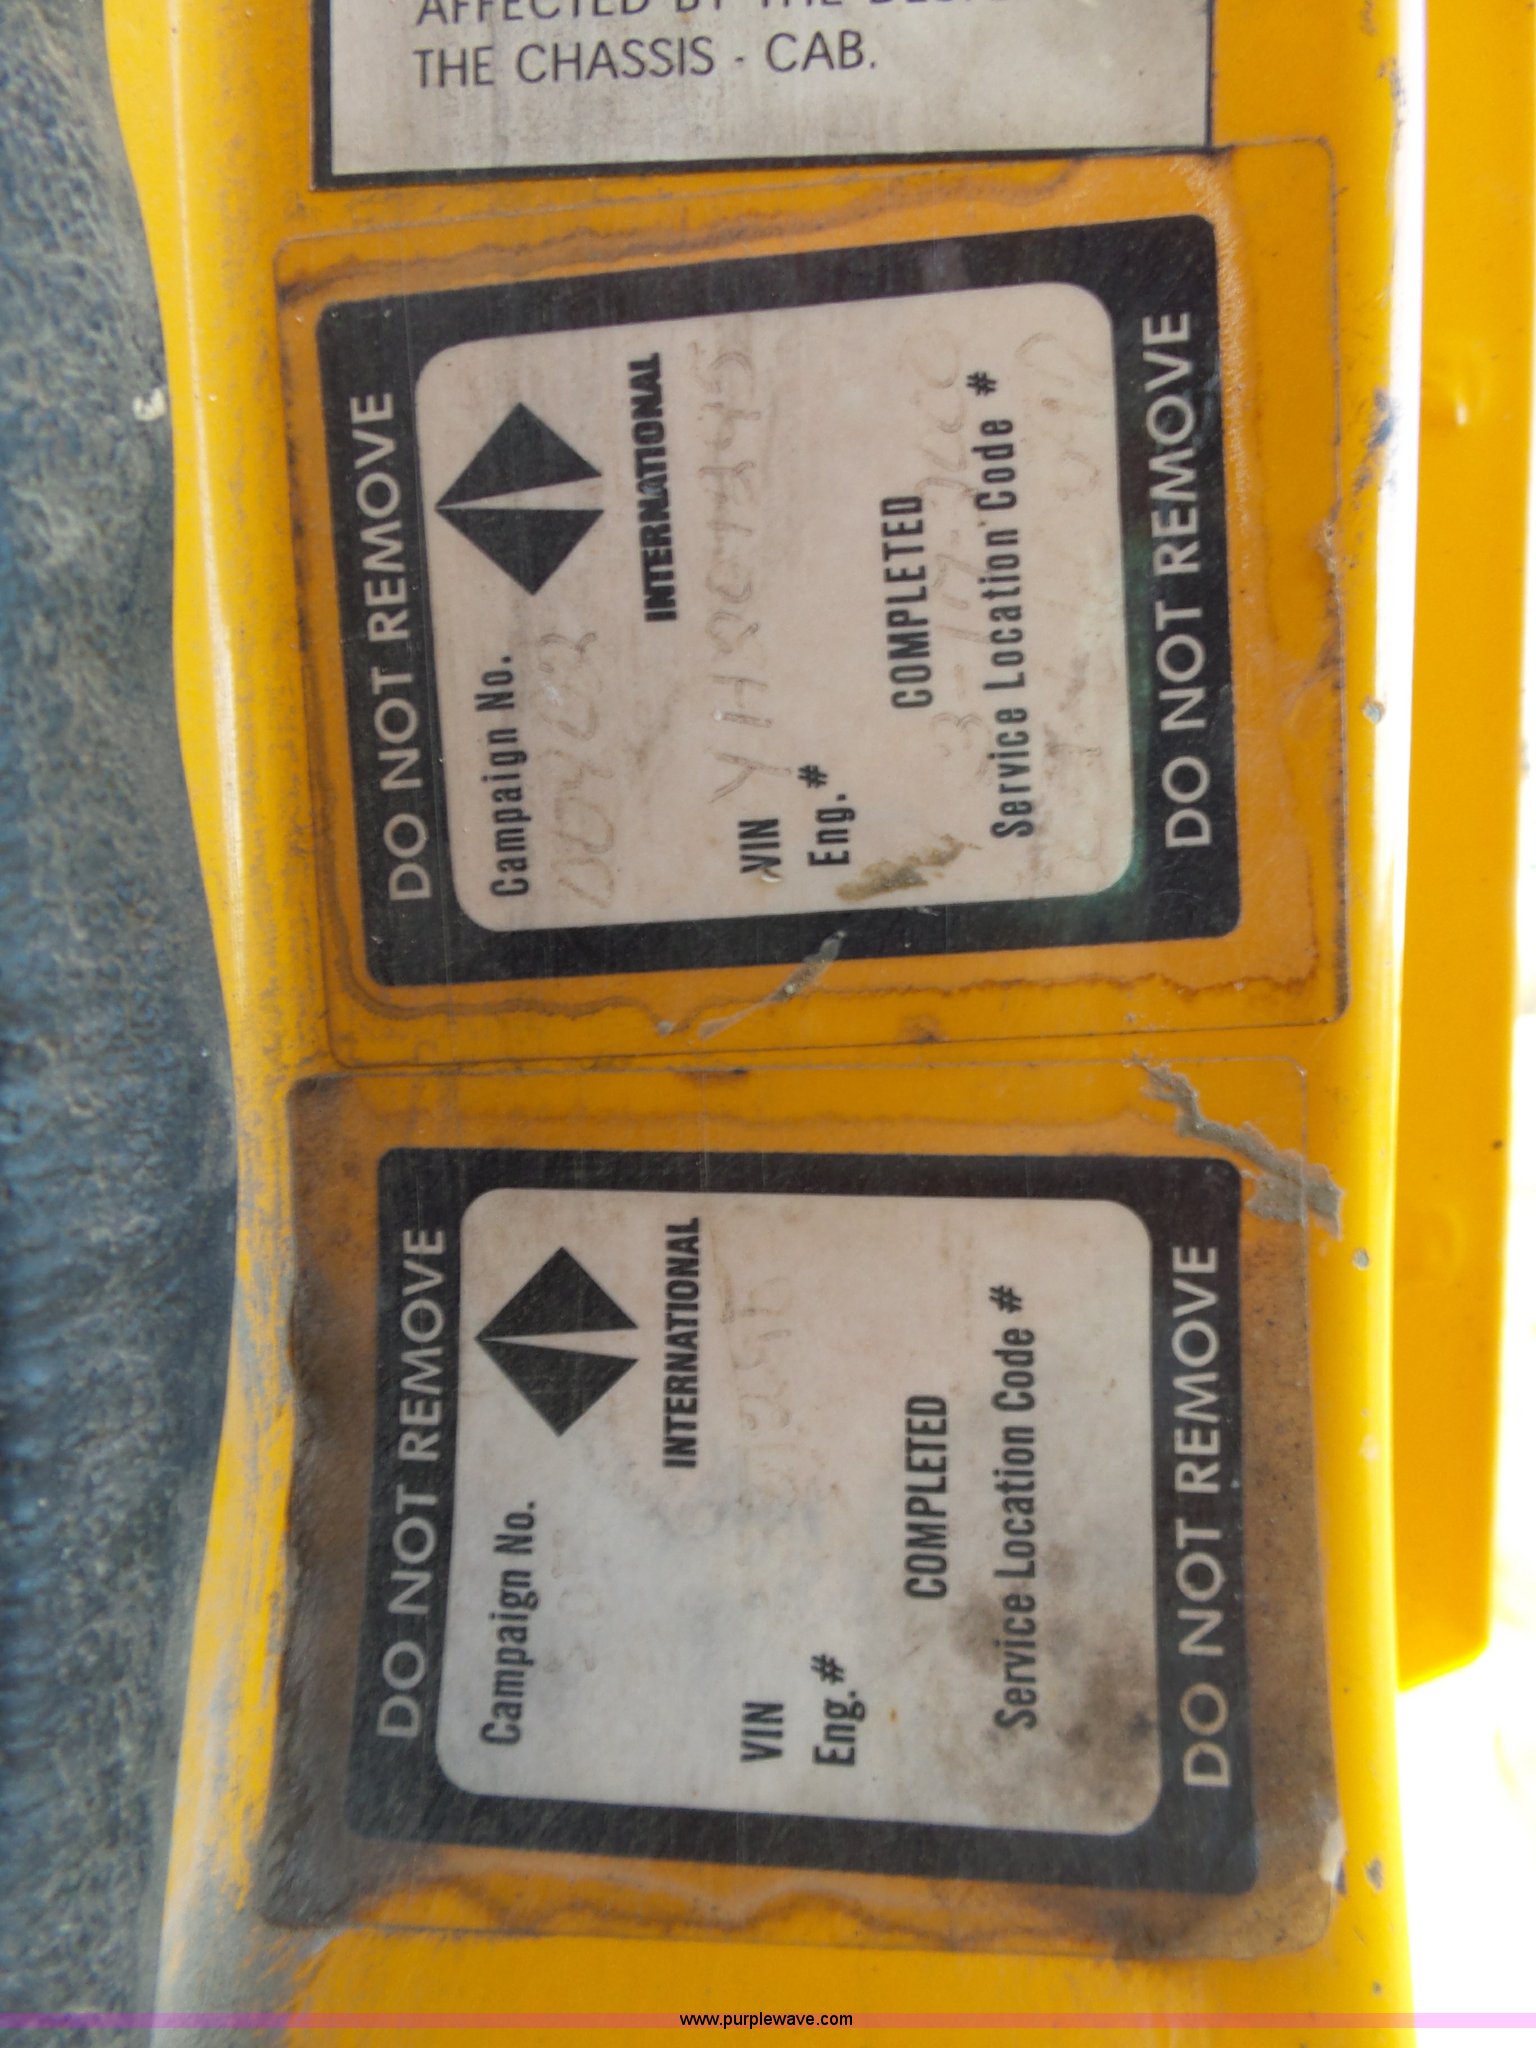 AFFECTED BY THE
THE CHASSIS - CAB.
DO NOT REMOVE
Campaign No.
INTERNATIONAL
VIN
Eng.#
COMPLETED
Service Location Code #
DO NOT REMOVE
DO NOT REMOVE
Campaign No.
INTERNATIONAL
VIN
Eng.#
COMPLETED
Service Location Code #
DO NOT REMOVE
www.purplewave.com